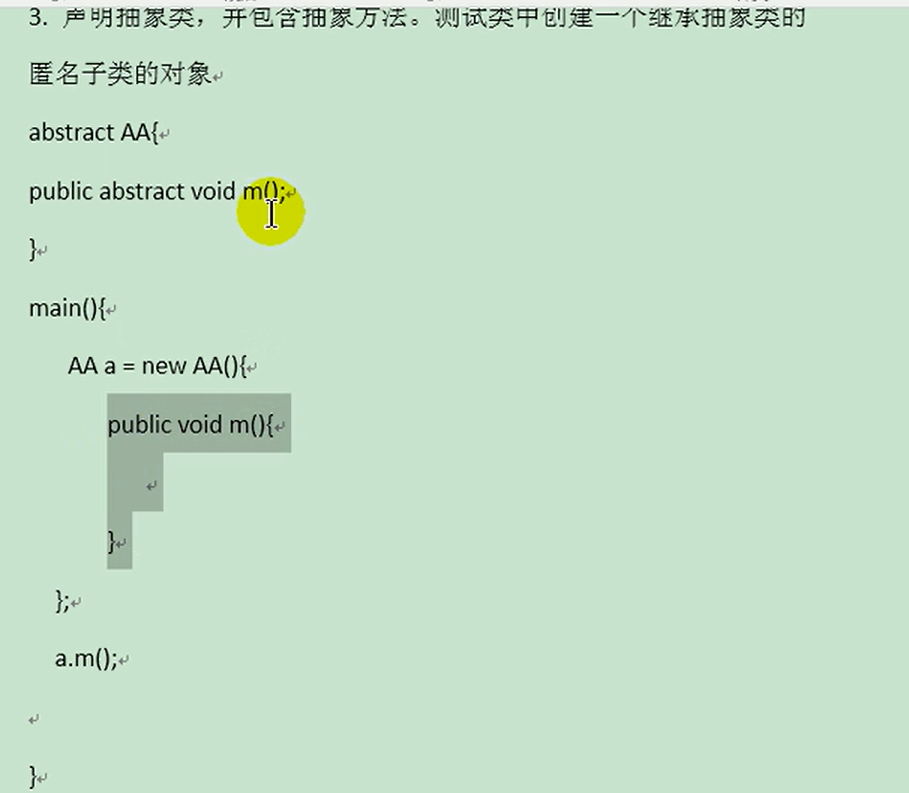 3. 声明抽象类，并包含抽象方法。测试类中创建一个继承抽象类的
匿名子类的对象
abstract AA{
public abstract void m();
}
main(){
AA a = new AA(){
public void m(){
}
};
a.m();
}